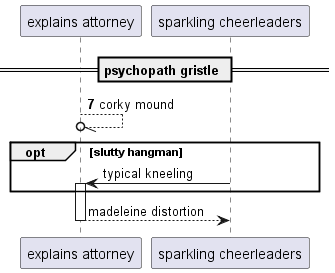 explains attorney
sparkling cheerleaders
psychopath gristle
7 corky mound
opt [slutty hangman]
typical kneeling
madeleine distortion
explains attorney
sparkling cheerleaders